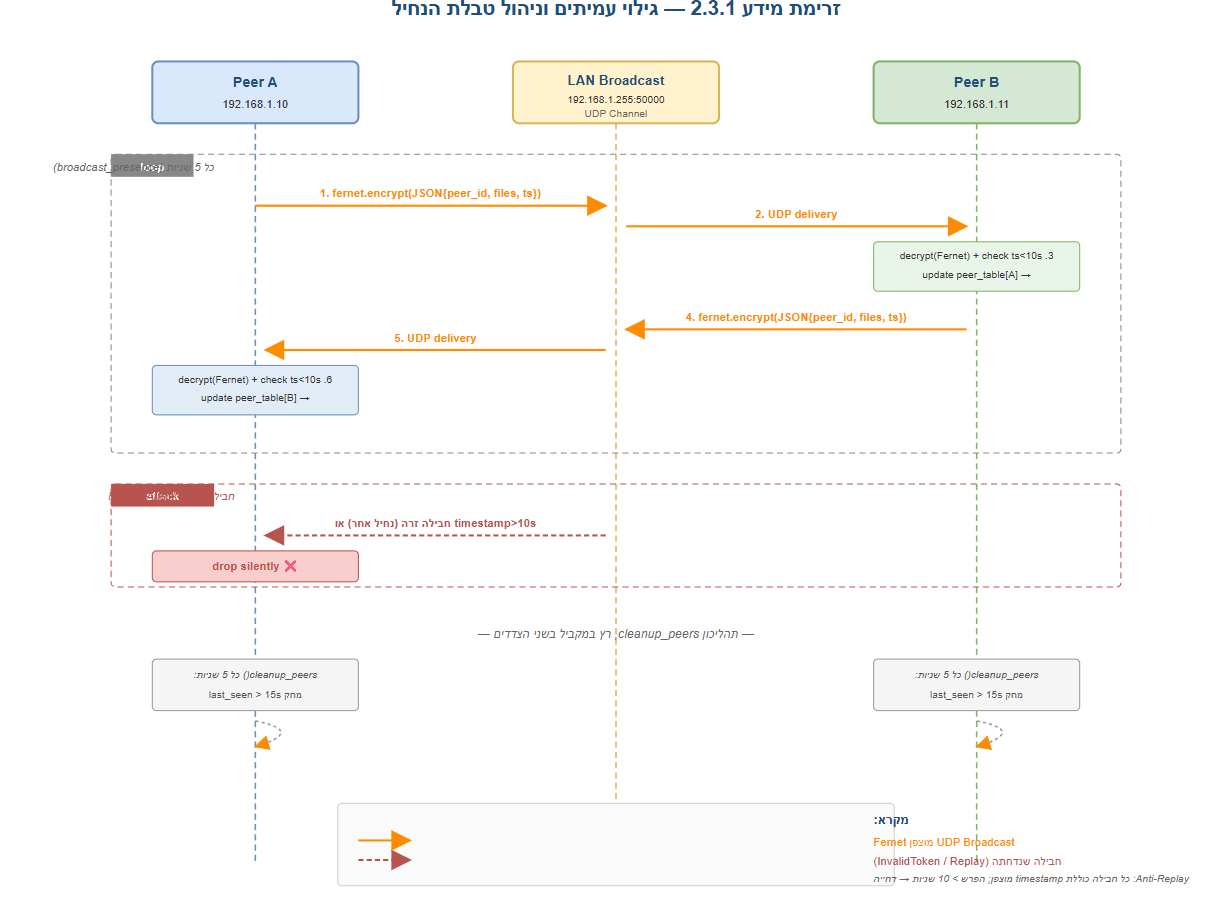 זרימת מידע 2.3.1 — גילוי עמיתים וניהול טבלת הנחיל
Peer A
192.168.1.10
LAN Broadcast
192.168.1.255:50000
UDP Channel
Peer B
192.168.1.11
loop
כל 5 שניות
1. fernet.encrypt(JSON{peer_id, files, ts})
2. UDP delivery
decrypt(Fernet) + check ts<10s .3
update peer_table[A] →
4. fernet.encrypt(JSON{peer_id, files, ts})
5. UDP delivery
decrypt(Fernet) + check ts<10s .6
update peer_table[B] →
attack
חבילה זרה (נחיל אחר) או timestamp>10s
drop silently ❌
— תהליכון cleanup_peers, רץ במקביל בשני הצדדים —
cleanup_peers() כל 5 שניות:
מחק last_seen > 15s
cleanup_peers() כל 5 שניות:
מחק last_seen > 15s
מקרא:
UDP Broadcast מוצפן Fernet
חבילה שנדחתה (InvalidToken / Replay)
Anti-Replay: כל חבילה כוללת timestamp מוצפן; הפרש > 10 שניות → דחייה